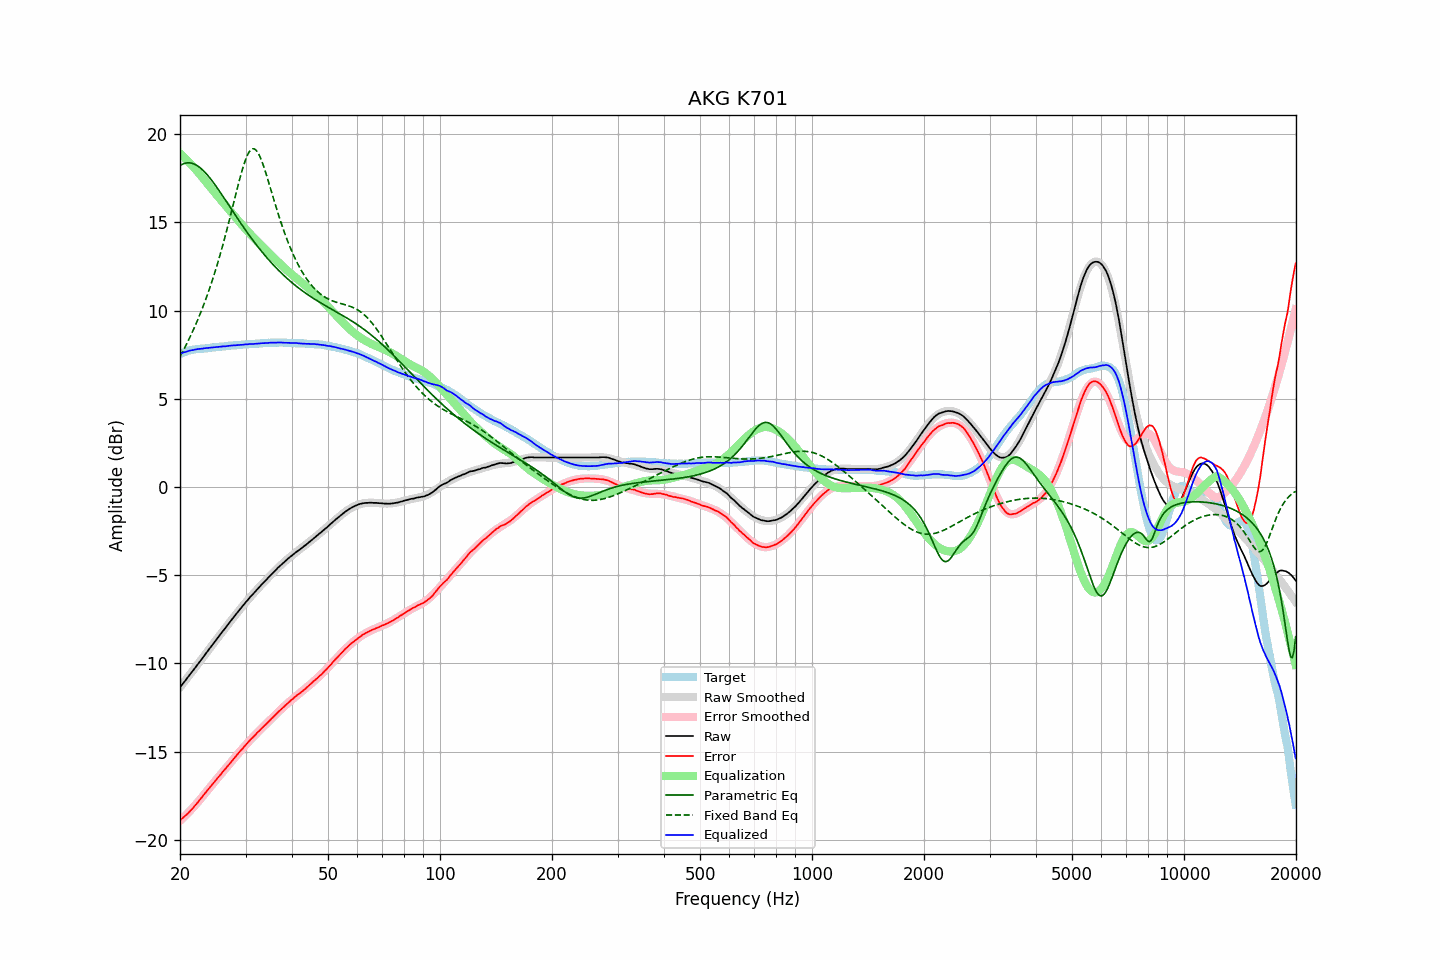 AKG K701
Amplitude (dBr)
20
15
10
5
0
−5
−10
−15
−20
Target
Raw Smoothed
Error Smoothed
Raw
Error
Equalization
Parametric Eq
Fixed Band Eq
Equalized
20 50 100 200 500 1000 2000 5000 10000 20000
Frequency (Hz)